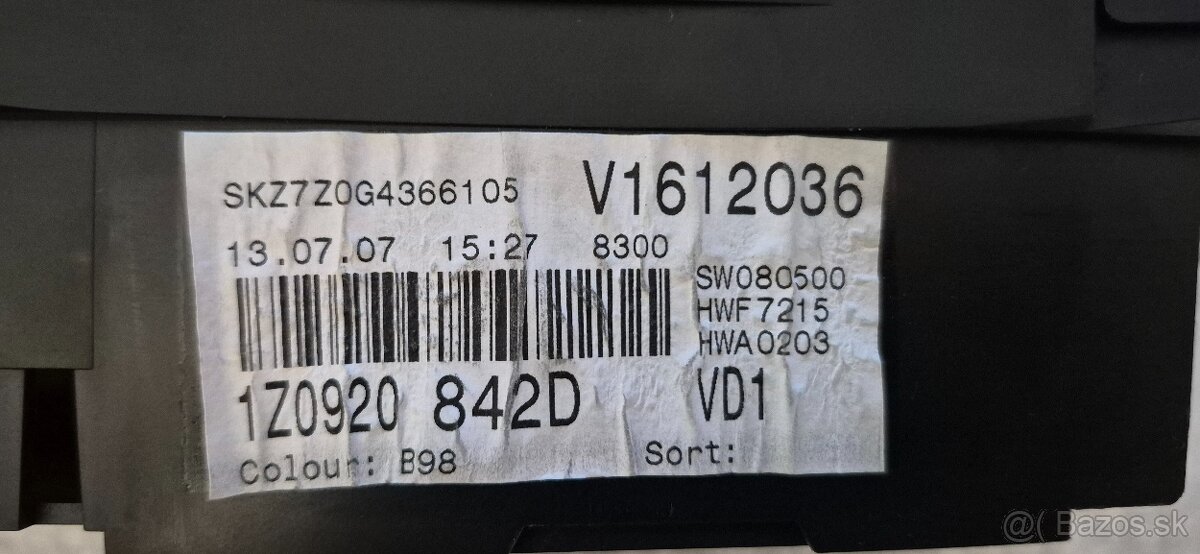 SKZ7Z0G4366105 V1612036
13.07.07 15:27 8300
SW080500
HWF7215
HWA0203
1Z0920 842D VD1
Colour: B98 Sort:
@( Bazos.sk